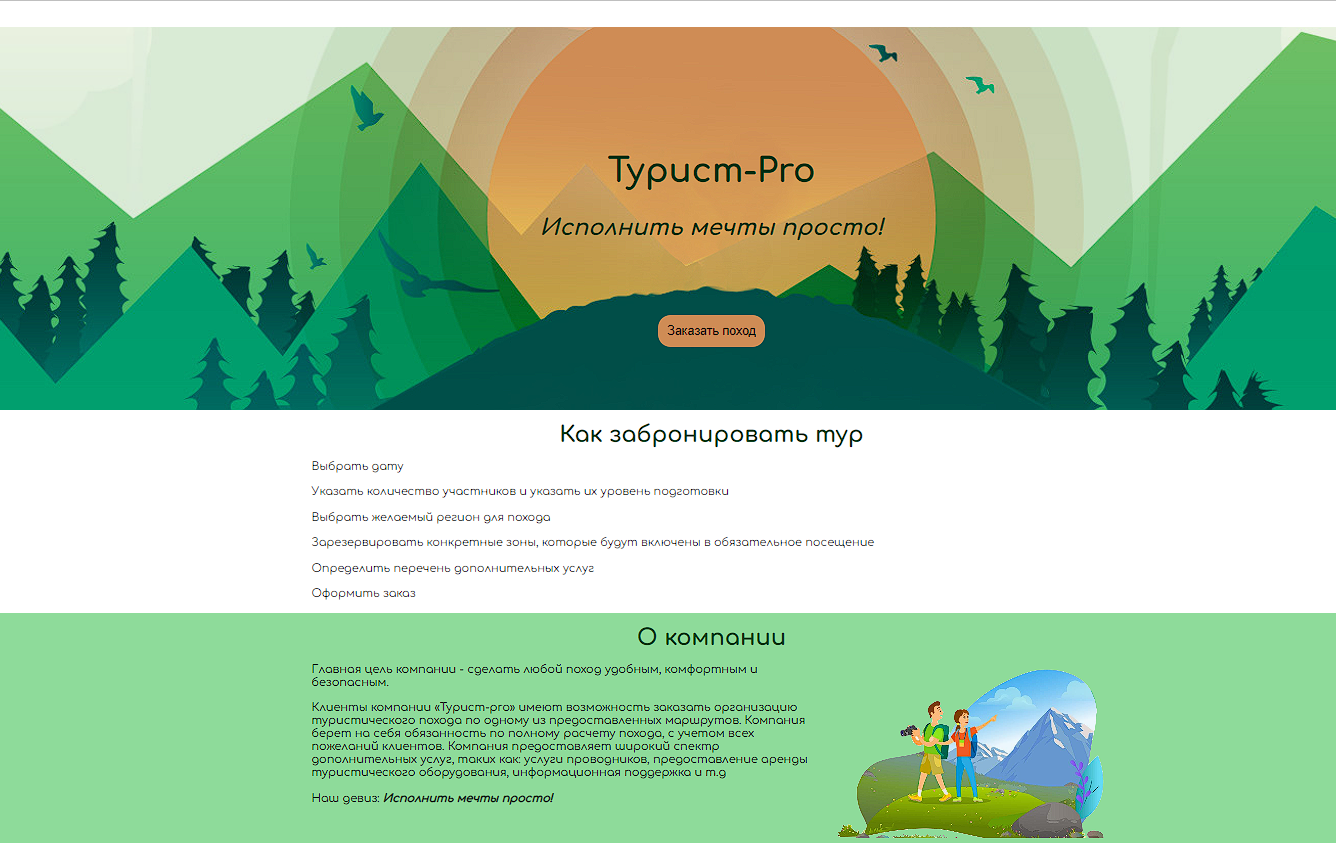 Турист-Pro
Исполнить мечты просто!
Заказать поход
Как забронировать тур
Выбрать дату
Указать количество участников и указать их уровень подготовки
Выбрать желаемый регион для похода
Зарезервировать конкретные зоны, которые будут включены в обязательное посещение
Определить перечень дополнительных услуг
Оформить заказ
О компании
Главная цель компании - сделать любой поход удобным, комфортным и
безопасным.
Клиенты компании «Турист-pro» имеют возможность заказать организацию
туристического похода по одному из предоставленных маршрутов. Компания
берет на себя обязанность по полному расчету похода, с учетом всех
пожеланий клиентов. Компания предоставляет широкий спектр
дополнительных услуг, таких как: услуги проводников, предоставление аренды
туристического оборудования, информационная поддержка и т.д
Наш девиз: Исполнить мечты просто!